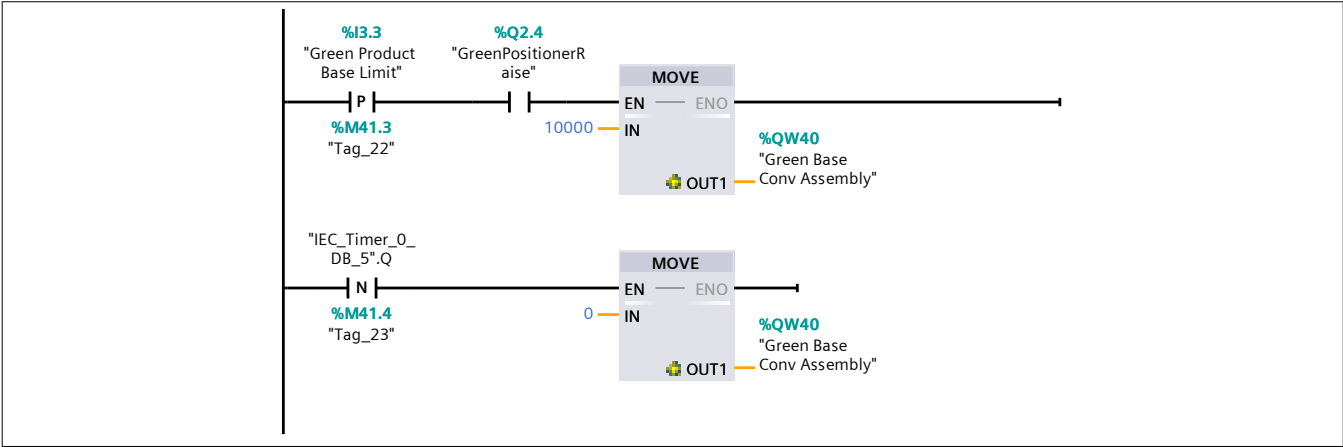 %I3.3
"Green Product
Base Limit"
P
%M41.3
"Tag_22"
%Q2.4
"GreenPositionerR
aise"
MOVE
EN
ENO
10000
IN
OUT1
%QW40
"Green Base
Conv Assembly"
"IEC_Timer_0_
DB_5".Q
N
%M41.4
"Tag_23"
MOVE
EN
ENO
0
IN
OUT1
%QW40
"Green Base
Conv Assembly"